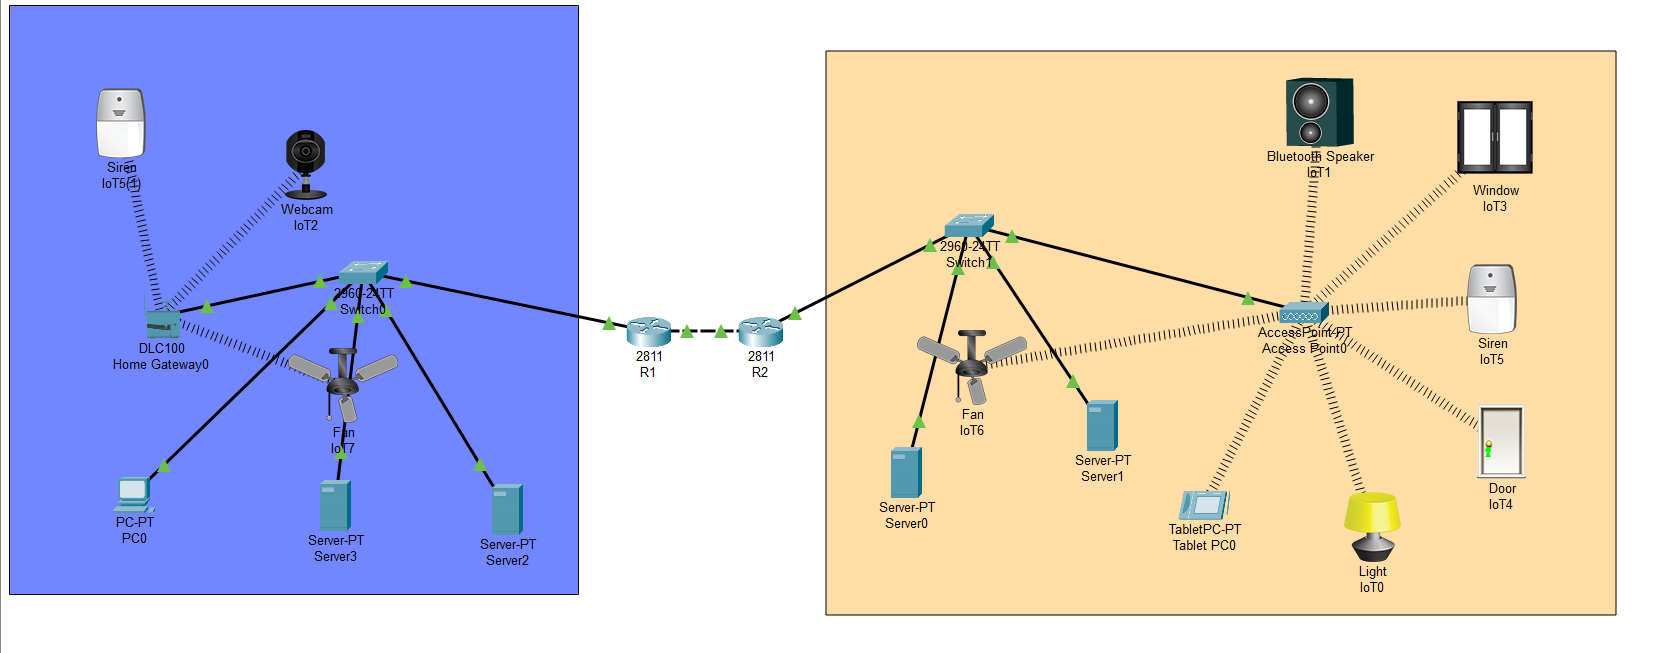 Siren
IoT5(1)
Webcam
IoT2
2960-24TT
Switch0
DLC100
Home Gateway0
Fan
IoT7
PC-PT
PC0
Server-PT
Server3
Server-PT
Server2
2811
R1
2811
R2
2960-24TT
Switch1
Fan
IoT6
Server-PT
Server0
Server-PT
Server1
Bluetooth Speaker
IoT1
Window
IoT3
AccessPoint-PT
Access Point0
Siren
IoT5
Door
IoT4
TabletPC-PT
Tablet PC0
Light
IoT0